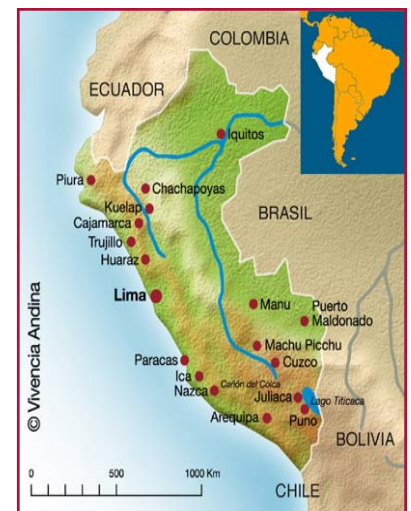 COLOMBIA
ECUADOR
Iquitos
Piura
Chachapoyas
Kuelap
Cajamarca
BRASIL
Trujillo
Huaraz
Lima
Manu
Puerto
Maldonado
Machu Picchu
Paracas
Cuzco
Ica
Cañón del Colca
Nazca
Juliaca
Lago Titicaca
Arequipa
Puno
BOLIVIA
CHILE
0 500 1000 Km
© Vivencia Andina